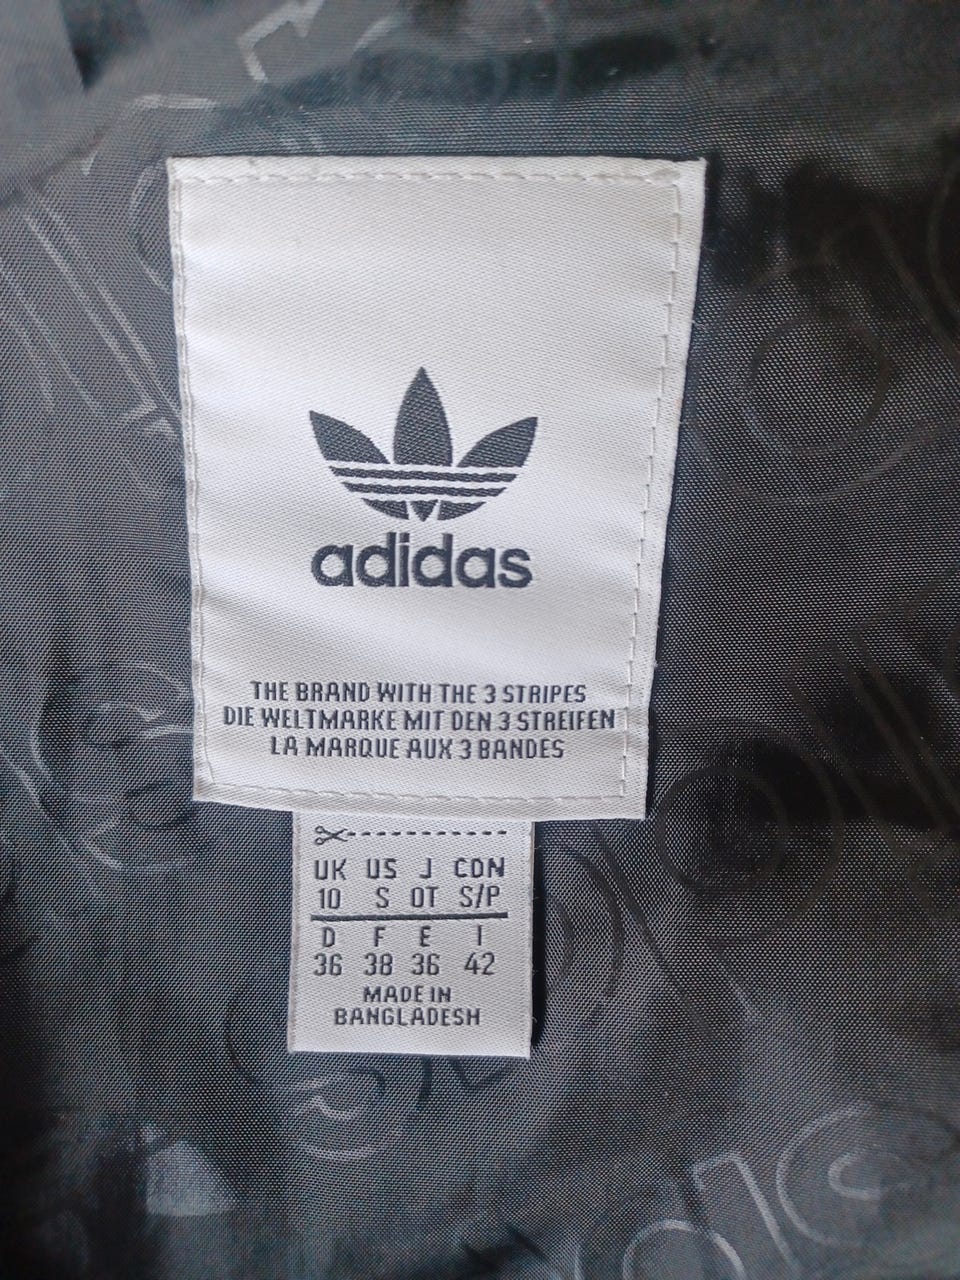 adidas
THE BRAND WITH THE 3 STRIPES
DIE WELTMARKE MIT DEN 3 STREIFEN
LA MARQUE AUX 3 BANDES
UK US J CDN
10 S OT S/P
D F E I
36 38 36 42
MADE IN
BANGLADESH